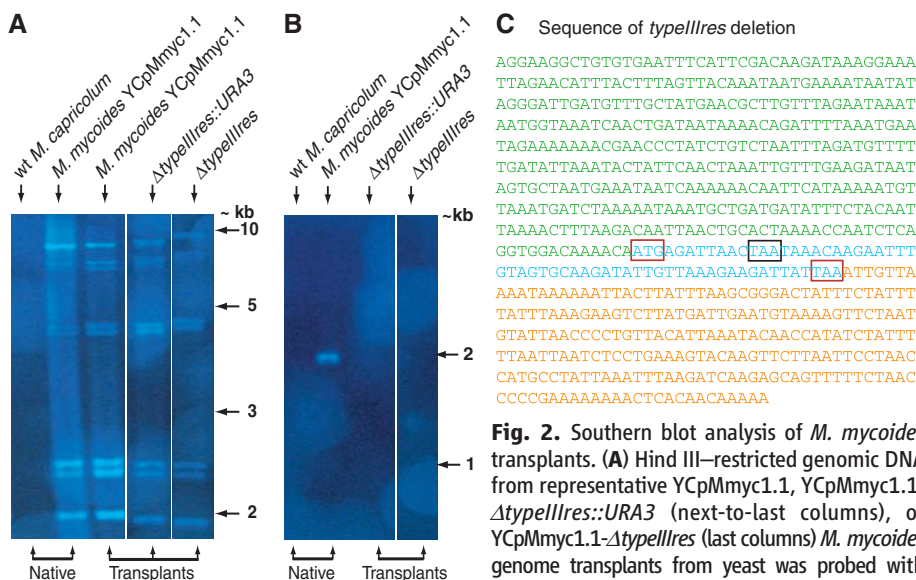 A
wt M. capricolum
M. mycoides YCpMmyc1.1
M. mycoides YCpMmyc1.1
ΔtypeIIIres::URA3
ΔtypeIIIres
~ kb
10
5
3
2
Native
Transplants
B
wt M. capricolum
M. mycoides YCpMmyc1.1
ΔtypeIIIres::URA3
ΔtypeIIIres
~kb
2
1
Native
Transplants
C Sequence of typeIIIres deletion
AGGAAGGCTGTGTGAATTTCATTCGACAAGATAAAGGAAA
TTAGAACATTTACTTTAGTTACAAATAATGAAAATAATAT
AGGGATTGATGTTTGCTATGAACGCTTGTTTAGAATAAAT
AATGGTAAATCAACTGATAATAAAACAGATTTTAAATGAA
TAGAAAAAAACGAACCCTATCTGTCTAATTTAGATGTTTT
TGATATTAAATACTATTCAACTAAATTGTTTGAAGATAAT
AGTGCTAATGAAATAATCAAAAAACAATTCATAAAAATGT
TAAATGATCTAAAAATAAATGCTGATGATATTTCTACAAT
TAAAACTTTAAGACAATTAACTGCACTAAAACCAATCTCA
GGTGGACAAAACAATGAGATTAACTAATAAACAAGAATTT
GTAGTGCAAGATATTGTTAAAGAAGATTATTAAATTGTTA
AAATAAAAAATTACTTATTTAAGCGGGACTATTTCTATTT
TATTTAAAGAAGTCTTATGATTGAATGTAAAAGTTCTAAT
GTATTAACCCCTGTTACATTAAATACAACCATATCTATTT
TTAATTAATCTCCTGAAAGTACAAGTTCTTAATTCCTAAC
CATGCCTATTAAATTTAAGATCAAGAGCAGTTTTTCTAAC
CCCCGAAAAAAAACTCACAACAAAAA
Fig. 2. Southern blot analysis of M. mycoide
transplants. (A) Hind III–restricted genomic DNA
from representative YCpMmyc1.1, YCpMmyc1.1
ΔtypeIIIres::URA3 (next-to-last columns), o
YCpMmyc1.1-ΔtypeIIIres (last columns) M. mycoide
genome transplants from yeast was probed with